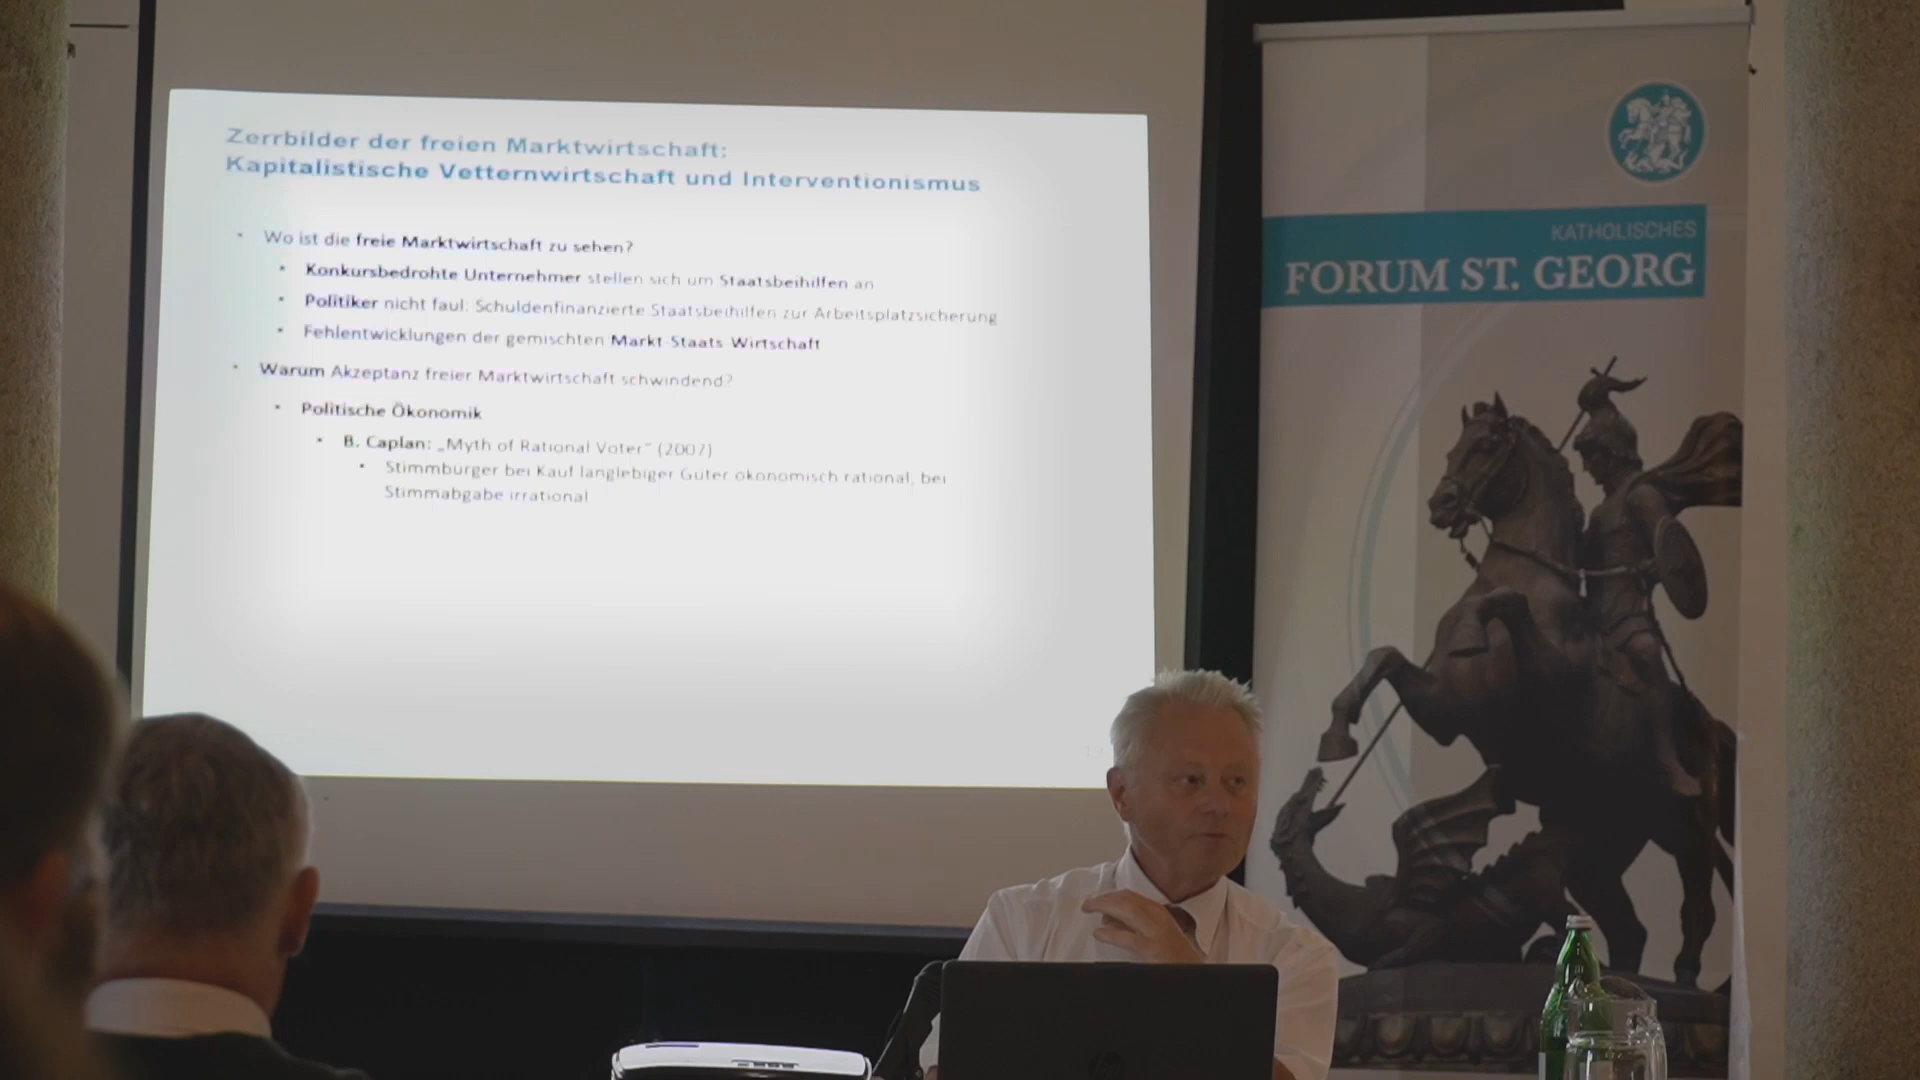 Zerrbilder der freien Marktwirtschaft:
Kapitalistische Vetternwirtschaft und Interventionismus
Wo ist die freie Marktwirtschaft zu sehen?
Konkursbedrohte Unternehmer stellen sich um Staatsbeihilfen an
Politiker nicht faul: Schuldenfinanzierte Staatsbeihilfen zur Arbeitsplatzsicherung
Fehlentwicklungen der gemischten Markt-Staats-Wirtschaft
Warum Akzeptanz freier Marktwirtschaft schwindend?
Politische Ökonomik
B. Caplan: „Myth of Rational Voter“ (2007)
Stimmbürger bei Kauf langlebiger Güter ökonomisch rational, bei
Stimmabgabe irrational
KATHOLISCHES
FORUM ST. GEORG